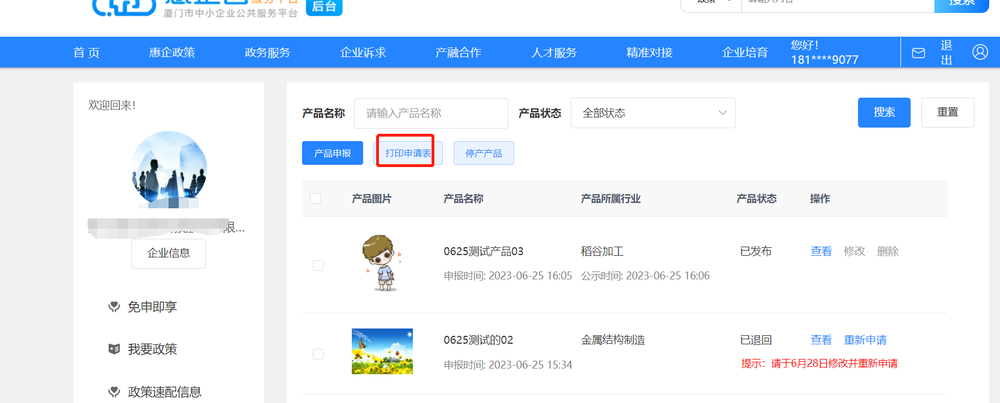 服务平台
厦门市中小企业公共服务平台
后台
政策
请输入内容
搜索
首 页
惠企政策
政务服务
企业诉求
产融合作
人才服务
精准对接
企业培育
您好!
181****9077
退出
欢迎回来!
限...
企业信息
免申即享
我要政策
政策速配信息
产品名称
请输入产品名称
产品状态
全部状态
搜索
重置
产品申报
打印申请表
停产产品
产品图片
产品名称
产品所属行业
产品状态
操作
0625测试产品03
稻谷加工
已发布
查看 修改 删除
申报时间: 2023-06-25 16:05
公示时间: 2023-06-25 16:06
0625测试的02
金属结构制造
已退回
查看 重新申请
申报时间: 2023-06-25 15:34
提示：请于6月28日修改并重新申请